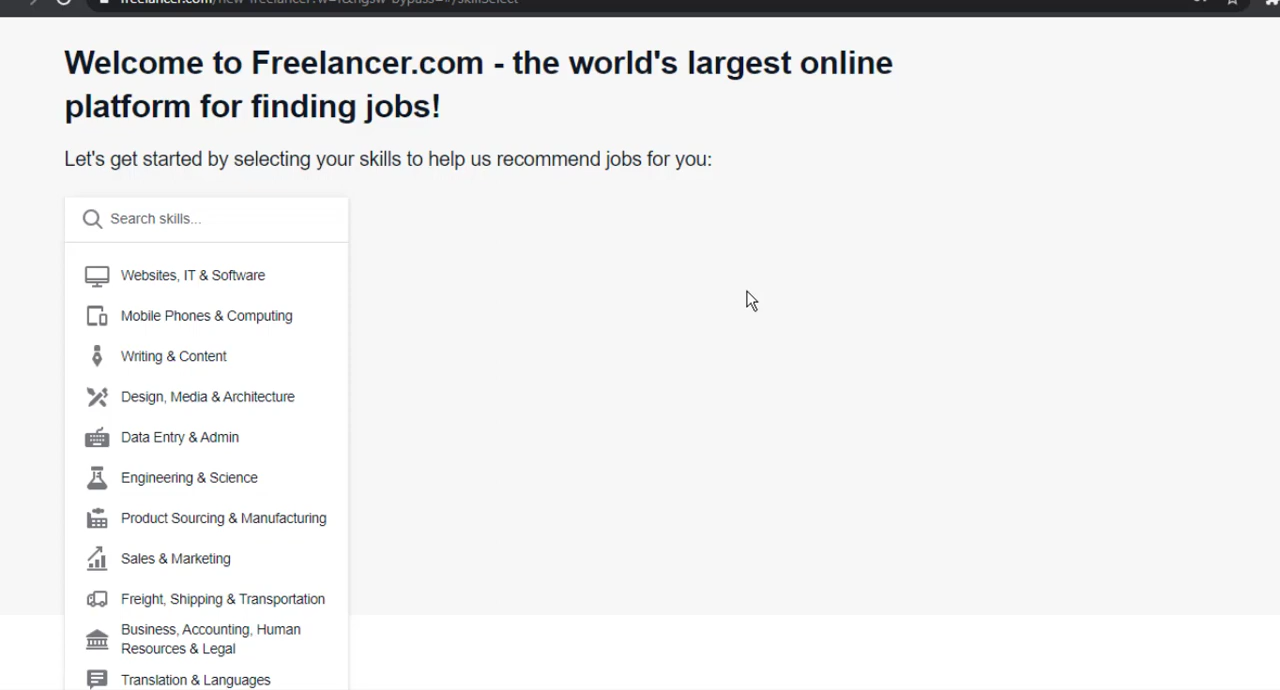 Welcome to Freelancer.com - the world's largest online
platform for finding jobs!
Let's get started by selecting your skills to help us recommend jobs for you:
Search skills...
Websites, IT & Software
Mobile Phones & Computing
Writing & Content
Design, Media & Architecture
Data Entry & Admin
Engineering & Science
Product Sourcing & Manufacturing
Sales & Marketing
Freight, Shipping & Transportation
Business, Accounting, Human
Resources & Legal
Translation & Languages